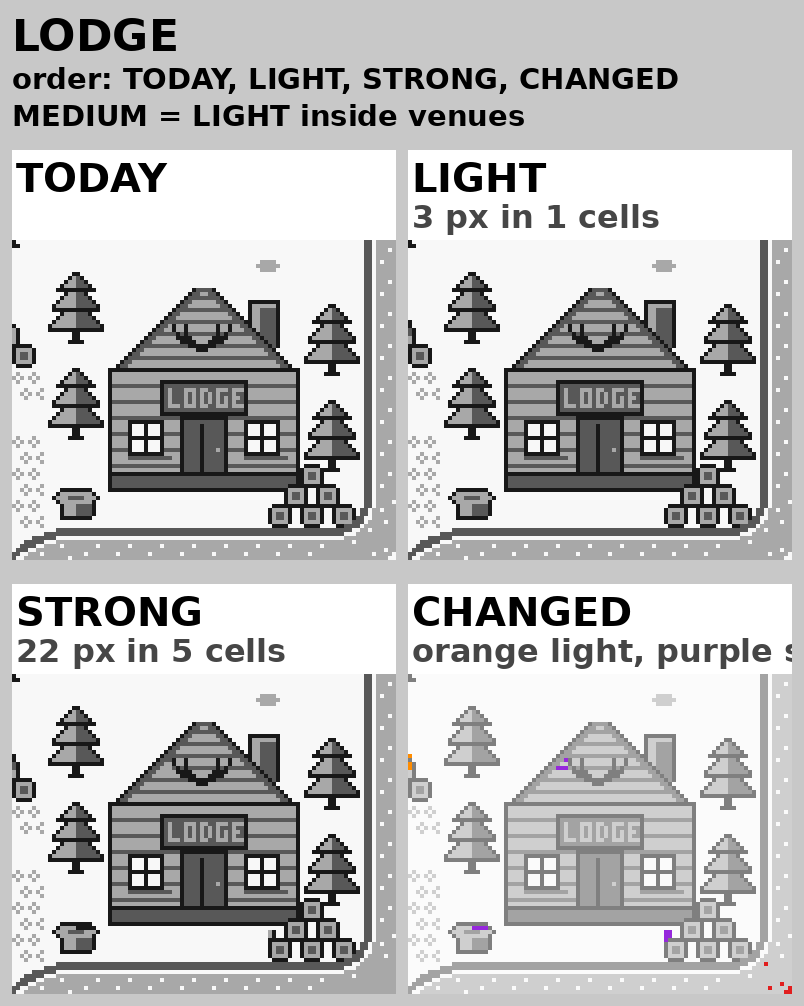 LODGE
order: TODAY, LIGHT, STRONG, CHANGED
MEDIUM = LIGHT inside venues
TODAY
LIGHT
3 px in 1 cells
LODGE
LODGE
STRONG
22 px in 5 cells
CHANGED
orange light, purple
LODGE
LODGE